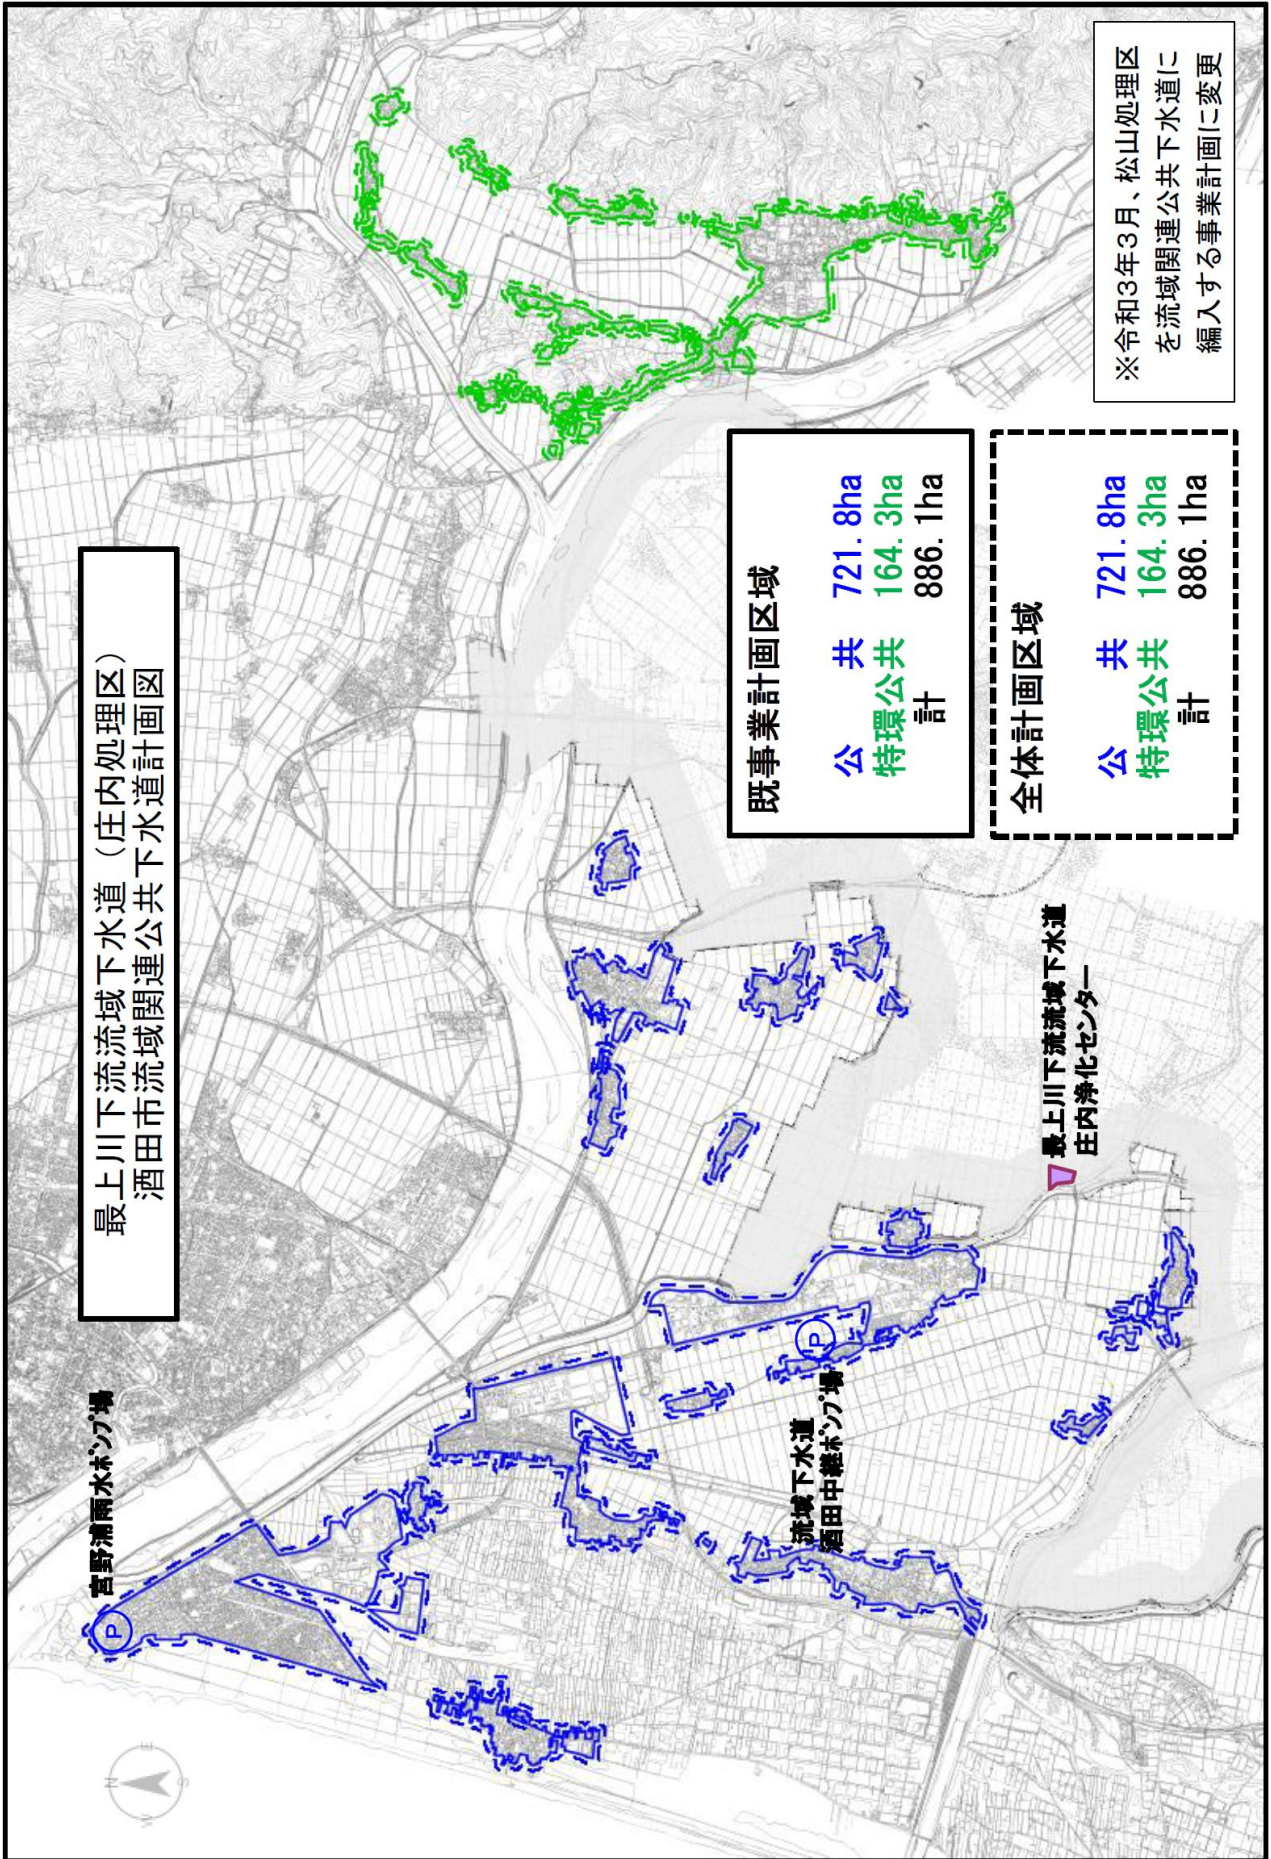 最上川下流流域下水道（庄内処理区）
酒田市流域関連公共下水道計画図
宮野浦雨水ポンプ場
P
N
E
S
W
流域下水道
酒田中継ポンプ場
P
最上川下流流域下水道
庄内浄化センター
既事業計画区域
公　共　721.8ha
特環公共　164.3ha
計　886.1ha
全体計画区域
公　共　721.8ha
特環公共　164.3ha
計　886.1ha
※令和3年3月、松山処理区
を流域関連公共下水道に
編入する事業計画に変更